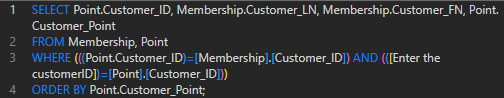 1 SELECT Point.Customer_ID, Membership.Customer_LN, Membership.Customer_FN, Point.
Customer_Point
2 FROM Membership, Point
3 WHERE (((Point.Customer_ID)=[Membership].[Customer_ID]) AND (([Enter the
customerID])=[Point].[Customer_ID]))
4 ORDER BY Point.Customer_Point;